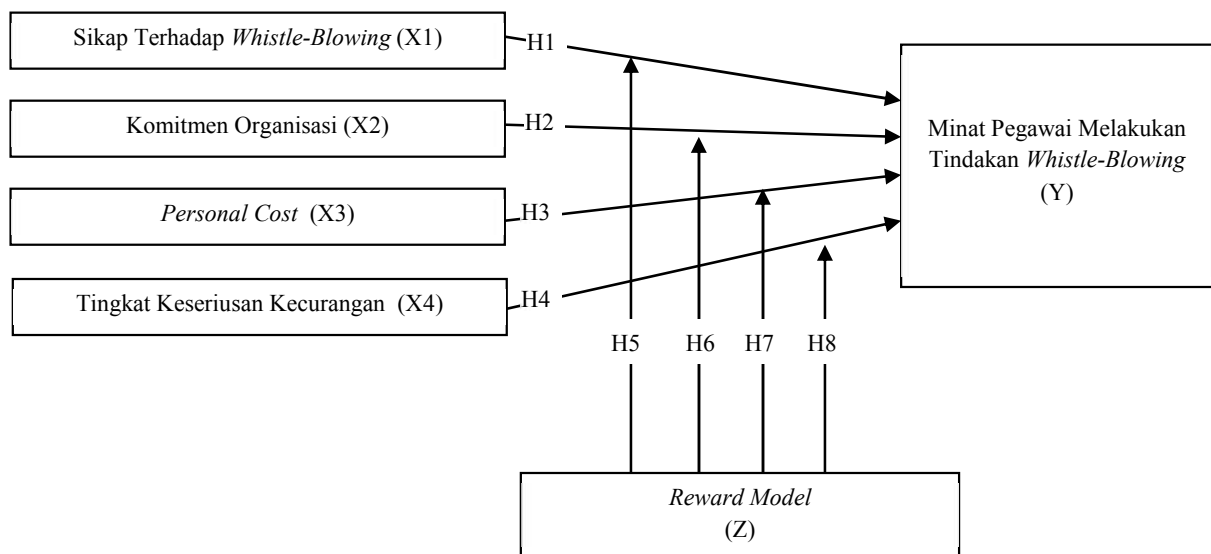 Sikap Terhadap Whistle-Blowing (X1)
H1
Komitmen Organisasi (X2)
H2
Minat Pegawai Melakukan
Tindakan Whistle-Blowing
(Y)
Personal Cost (X3)
H3
Tingkat Keseriusan Kecurangan (X4)
H4
H5
H6
H7
H8
Reward Model
(Z)